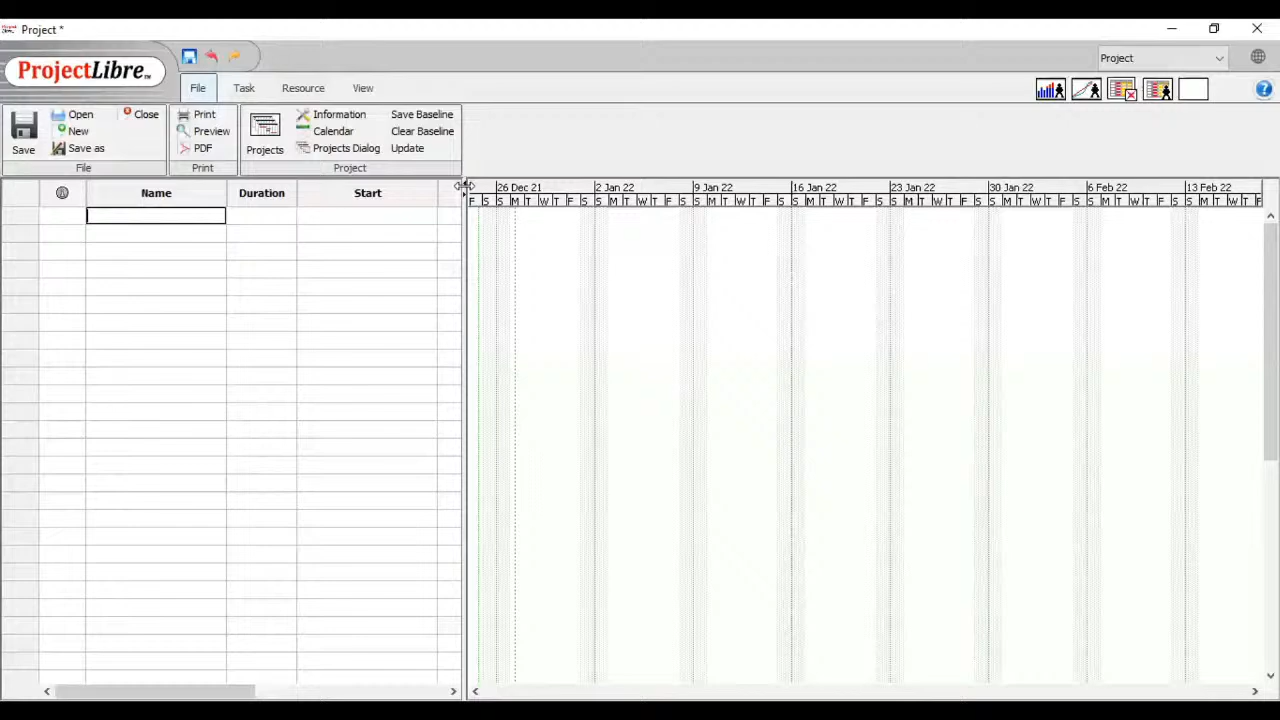 Project *
ProjectLibre
Project
File Task Resource View
Save Open New Save as Close
File
Print Preview PDF
Print
Projects Information Calendar Projects Dialog Save Baseline Clear Baseline Update
Project
Name Duration Start
26 Dec 21 2 Jan 22 9 Jan 22 16 Jan 22 23 Jan 22 30 Jan 22 6 Feb 22 13 Feb 22
F S S M T W T F S S M T W T F S S M T W T F S S M T W T F S S M T W T F S S M T W T F S S M T W T F S S M T W T F S S M T W T F